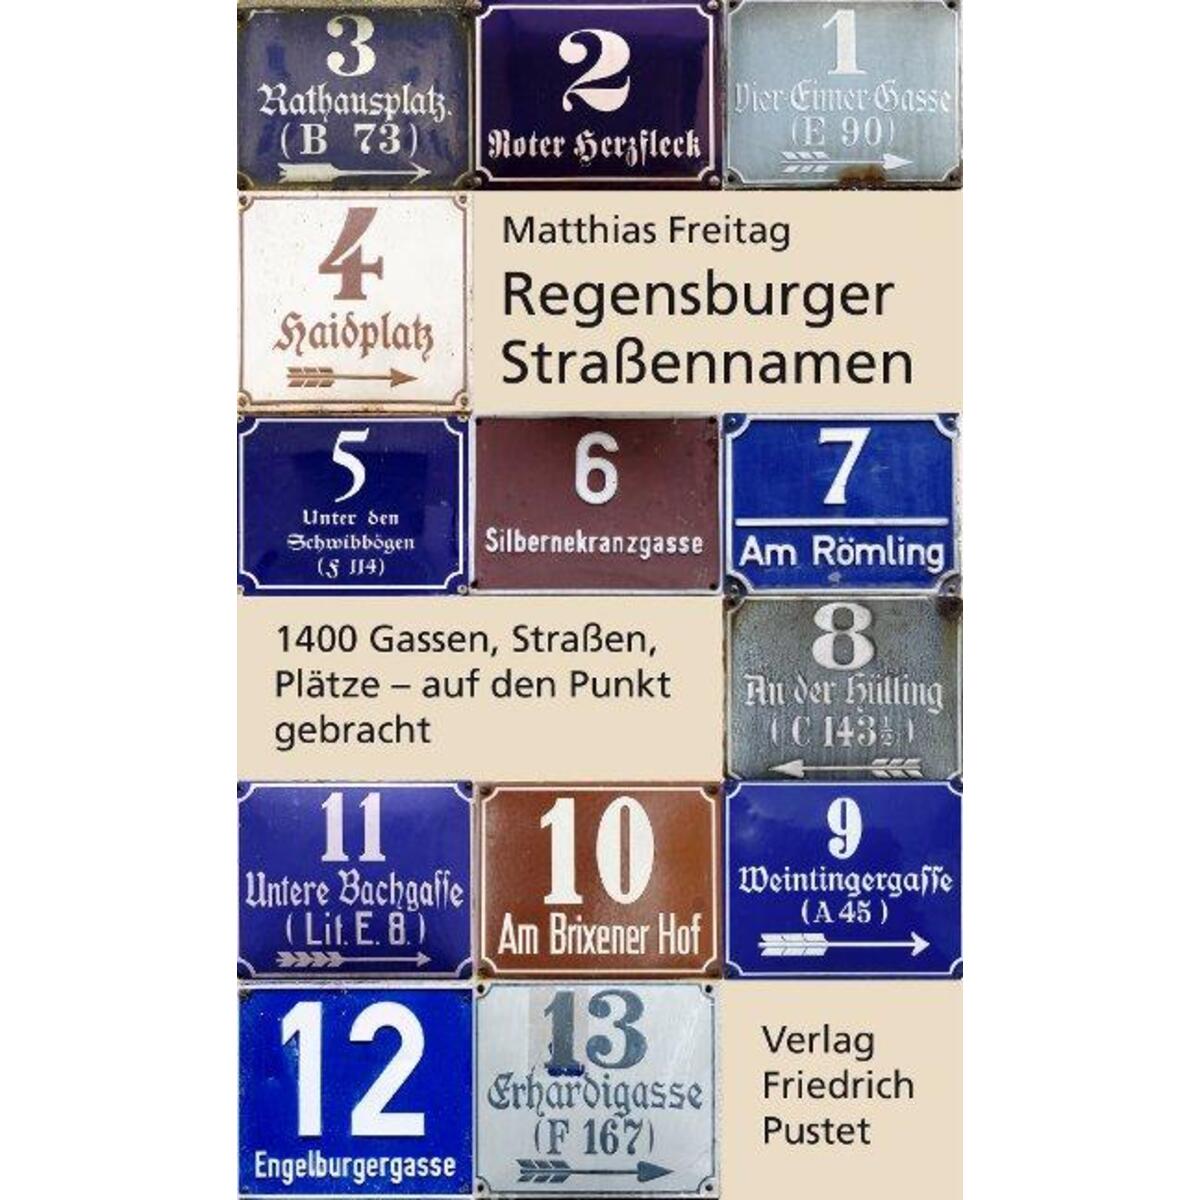 3
Rathausplatz.
(B 73)
2
Roter Herzfleck
1
Vier-Eimer-Gasse
(E 90)
4
Haidplatz
Matthias Freitag
Regensburger
Straßennamen
5
Unter den
Schwibbögen
(F 114)
6
Silbernekranzgasse
7
Am Römling
1400 Gassen, Straßen,
Plätze – auf den Punkt
gebracht
8
An der Hülling
(C 143½)
11
Untere Bachgasse
(Lit. E. 8.)
10
Am Brixener Hof
9
Weintingergasse
(A 45)
12
Engelburgergasse
13
Erhardigasse
(F 167)
Verlag
Friedrich
Pustet